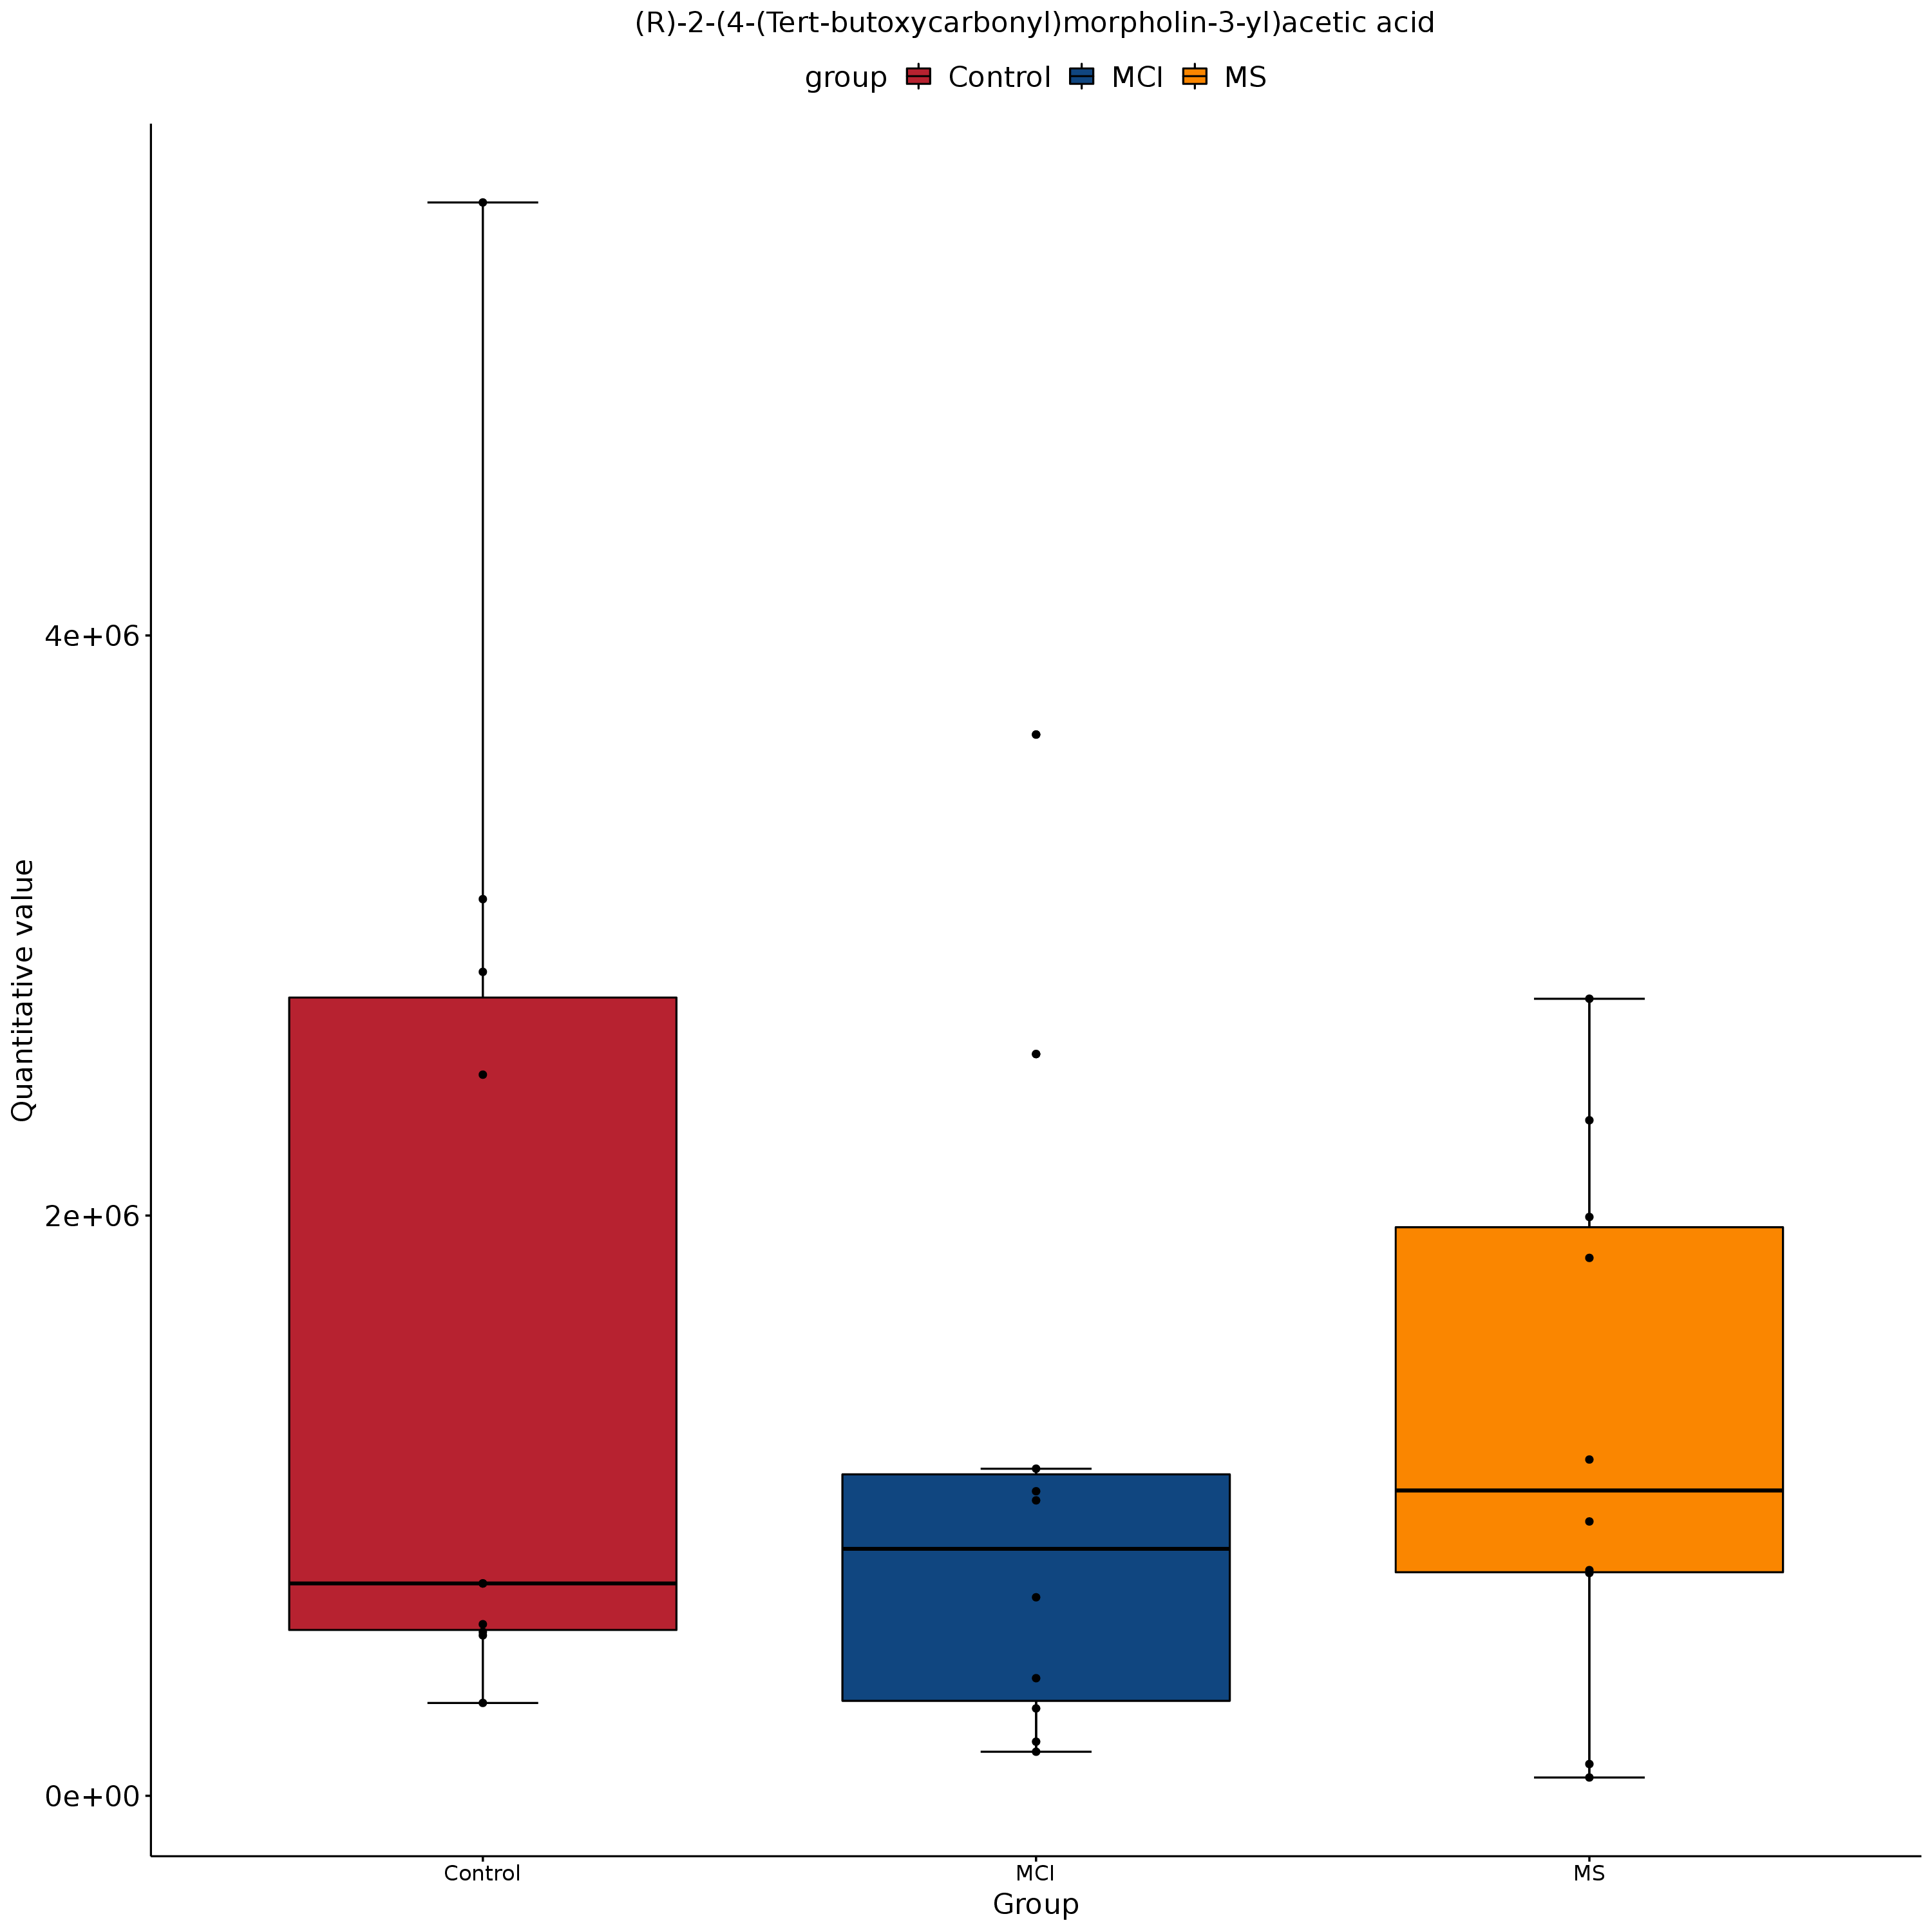 (R)-2-(4-(Tert-butoxycarbonyl)morpholin-3-yl)acetic acid
group Control MCI MS
4e+06
2e+06
0e+00
Quantitative value
Control MCI MS
Group